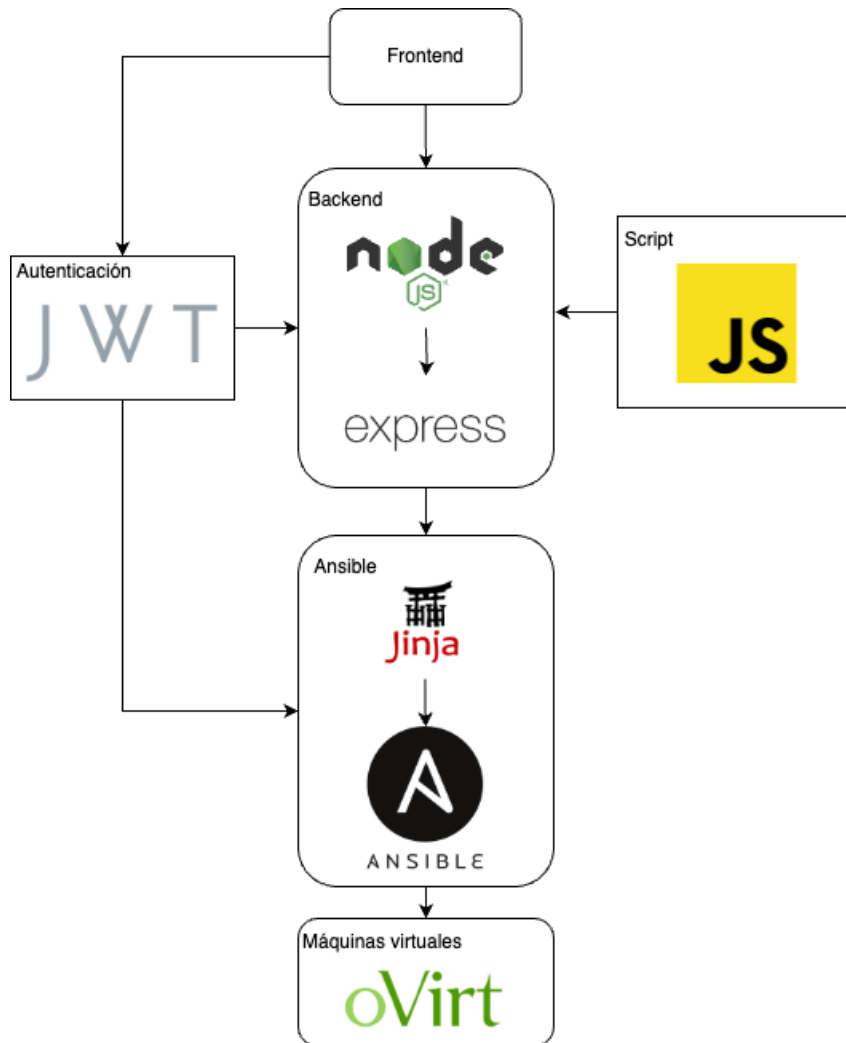 Frontend
Backend
node
JS
Autenticación
JWT
Script
JS
express
Ansible
Jinja
ANSIBLE
Máquinas virtuales
oVirt